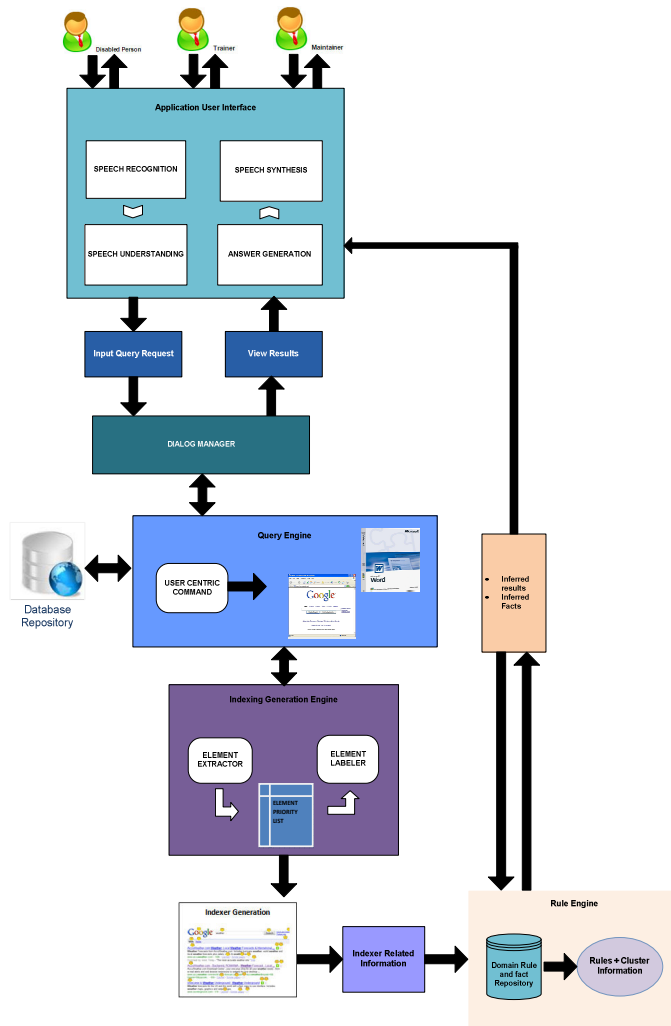 Disabled Person
Trainer
Maintainer
Application User Interface
SPEECH RECOGNITION
SPEECH SYNTHESIS
SPEECH UNDERSTANDING
ANSWER GENERATION
Input Query Request
View Results
DIALOG MANAGER
Query Engine
Microsoft
USER CENTRIC
COMMAND
Google
Word
Database
Repository
Inferred
results
Inferred
Facts
Indexing Generation Engine
ELEMENT
EXTRACTOR
ELEMENT
LABELER
ELEMENT
PRIORITY
LIST
Indexer Generation
Google
Indexer Related
Information
Rule Engine
Domain Rule
and fact
Repository
Rules + Cluster
Information